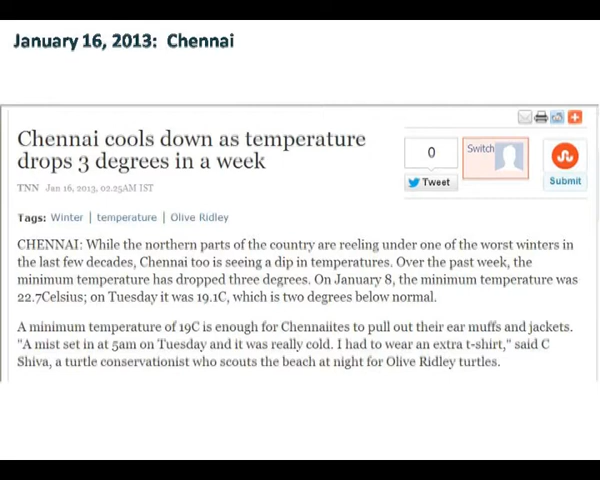 January 16, 2013:  Chennai
Chennai cools down as temperature
drops 3 degrees in a week
TNN Jan 16, 2013, 02.25AM IST
0
Tweet
Switch
Submit
Tags: Winter | temperature | Olive Ridley
CHENNAI: While the northern parts of the country are reeling under one of the worst winters in
the last few decades, Chennai too is seeing a dip in temperatures. Over the past week, the
minimum temperature has dropped three degrees. On January 8, the minimum temperature was
22.7Celsius; on Tuesday it was 19.1C, which is two degrees below normal.
A minimum temperature of 19C is enough for Chennaiites to pull out their ear muffs and jackets.
"A mist set in at 5am on Tuesday and it was really cold. I had to wear an extra t-shirt," said C
Shiva, a turtle conservationist who scouts the beach at night for Olive Ridley turtles.